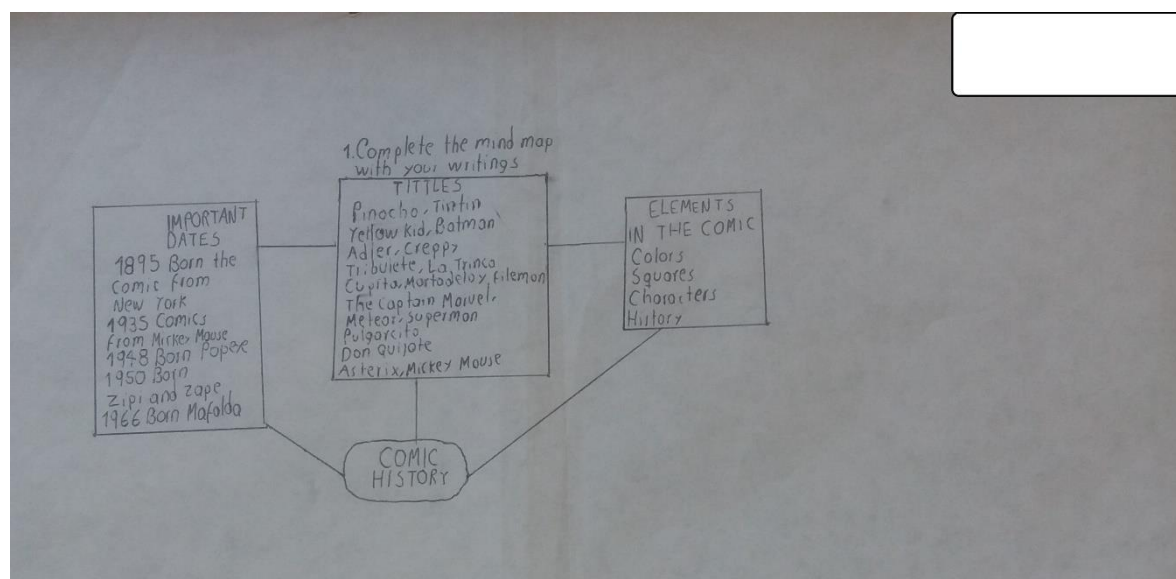 1. Complete the mind map
with your writings
IMPORTANT
DATES
1895 Born the
comic from
New York
1935 Comics
from Mickey Mouse
1948 Born Popeye
1950 Born
Zipi and Zape
1966 Born Mafalda
TITTLES
Pinocho, Tintin
Yellow Kid, Batman
Adler, Creppy
Tribulete, La Trinca
Cupito, Mortadelo y Filemon
The Captain Marvel,
Meteor, Superman
Pulgarcito
Don Quijote
Asterix, Mickey Mouse
ELEMENTS
IN THE COMIC
Colors
Squares
Characters
History
COMIC
HISTORY